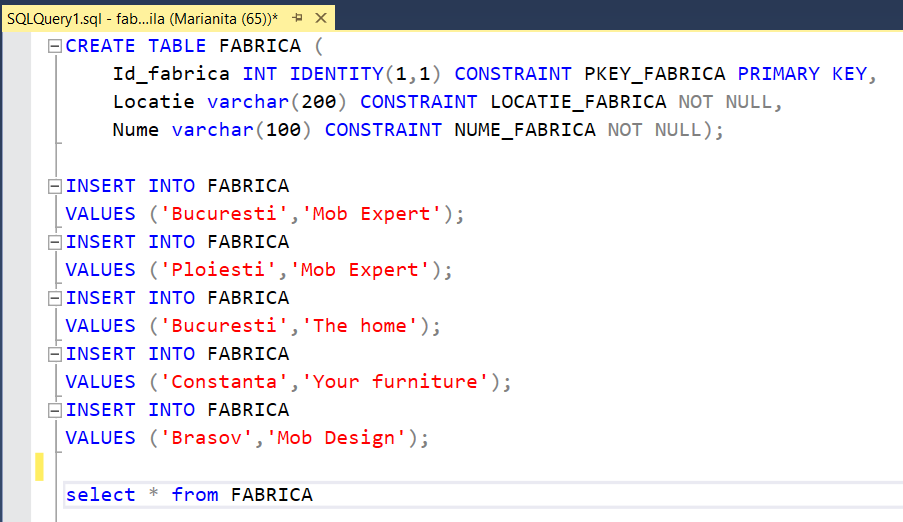 SQLQuery1.sql - fab...ila (Marianita (65))*
CREATE TABLE FABRICA (
Id_fabrica INT IDENTITY(1,1) CONSTRAINT PKEY_FABRICA PRIMARY KEY,
Locatie varchar(200) CONSTRAINT LOCATIE_FABRICA NOT NULL,
Nume varchar(100) CONSTRAINT NUME_FABRICA NOT NULL);
INSERT INTO FABRICA
VALUES ('Bucuresti','Mob Expert');
INSERT INTO FABRICA
VALUES ('Ploiesti','Mob Expert');
INSERT INTO FABRICA
VALUES ('Bucuresti','The home');
INSERT INTO FABRICA
VALUES ('Constanta','Your furniture');
INSERT INTO FABRICA
VALUES ('Brasov','Mob Design');
select * from FABRICA